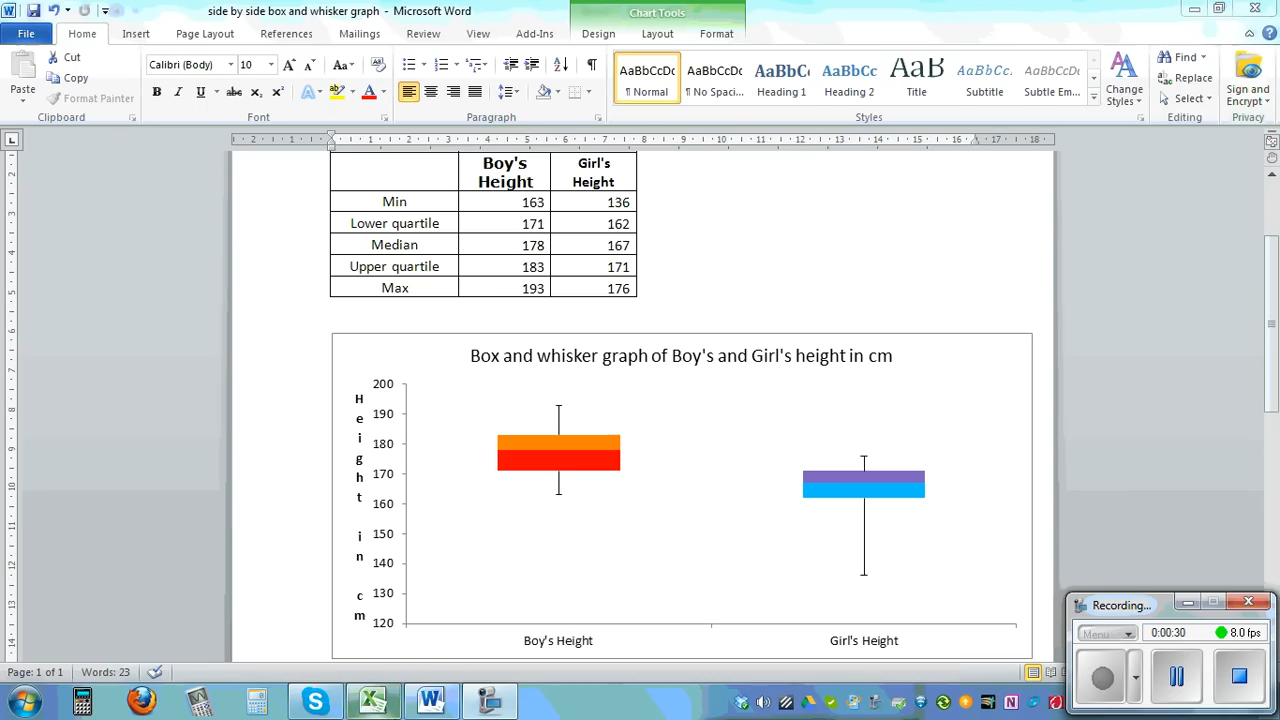 side by side box and whisker graph - Microsoft Word
Chart Tools
File Home Insert Page Layout References Mailings Review View Add-Ins Design Layout Format
Paste
Cut
Copy
Format Painter
Clipboard
Calibri (Body) 10
Font
Paragraph
AaBbCcDc AaBbCcDc AaBbCc AaBbCc AaB AaBbCc. AaBbCcDc
¶ Normal ¶ No Spaci... Heading 1 Heading 2 Title Subtitle Subtle Em...
Change Styles
Styles
Find
Replace
Select
Editing
Sign and Encrypt
Privacy
Boy's Height Girl's Height
Min 163 136
Lower quartile 171 162
Median 178 167
Upper quartile 183 171
Max 193 176
Box and whisker graph of Boy's and Girl's height in cm
Height in cm
200
190
180
170
160
150
140
130
120
Boy's Height Girl's Height
Recording...
Menu 0:00:30 8.0 fps
Page: 1 of 1 Words: 23